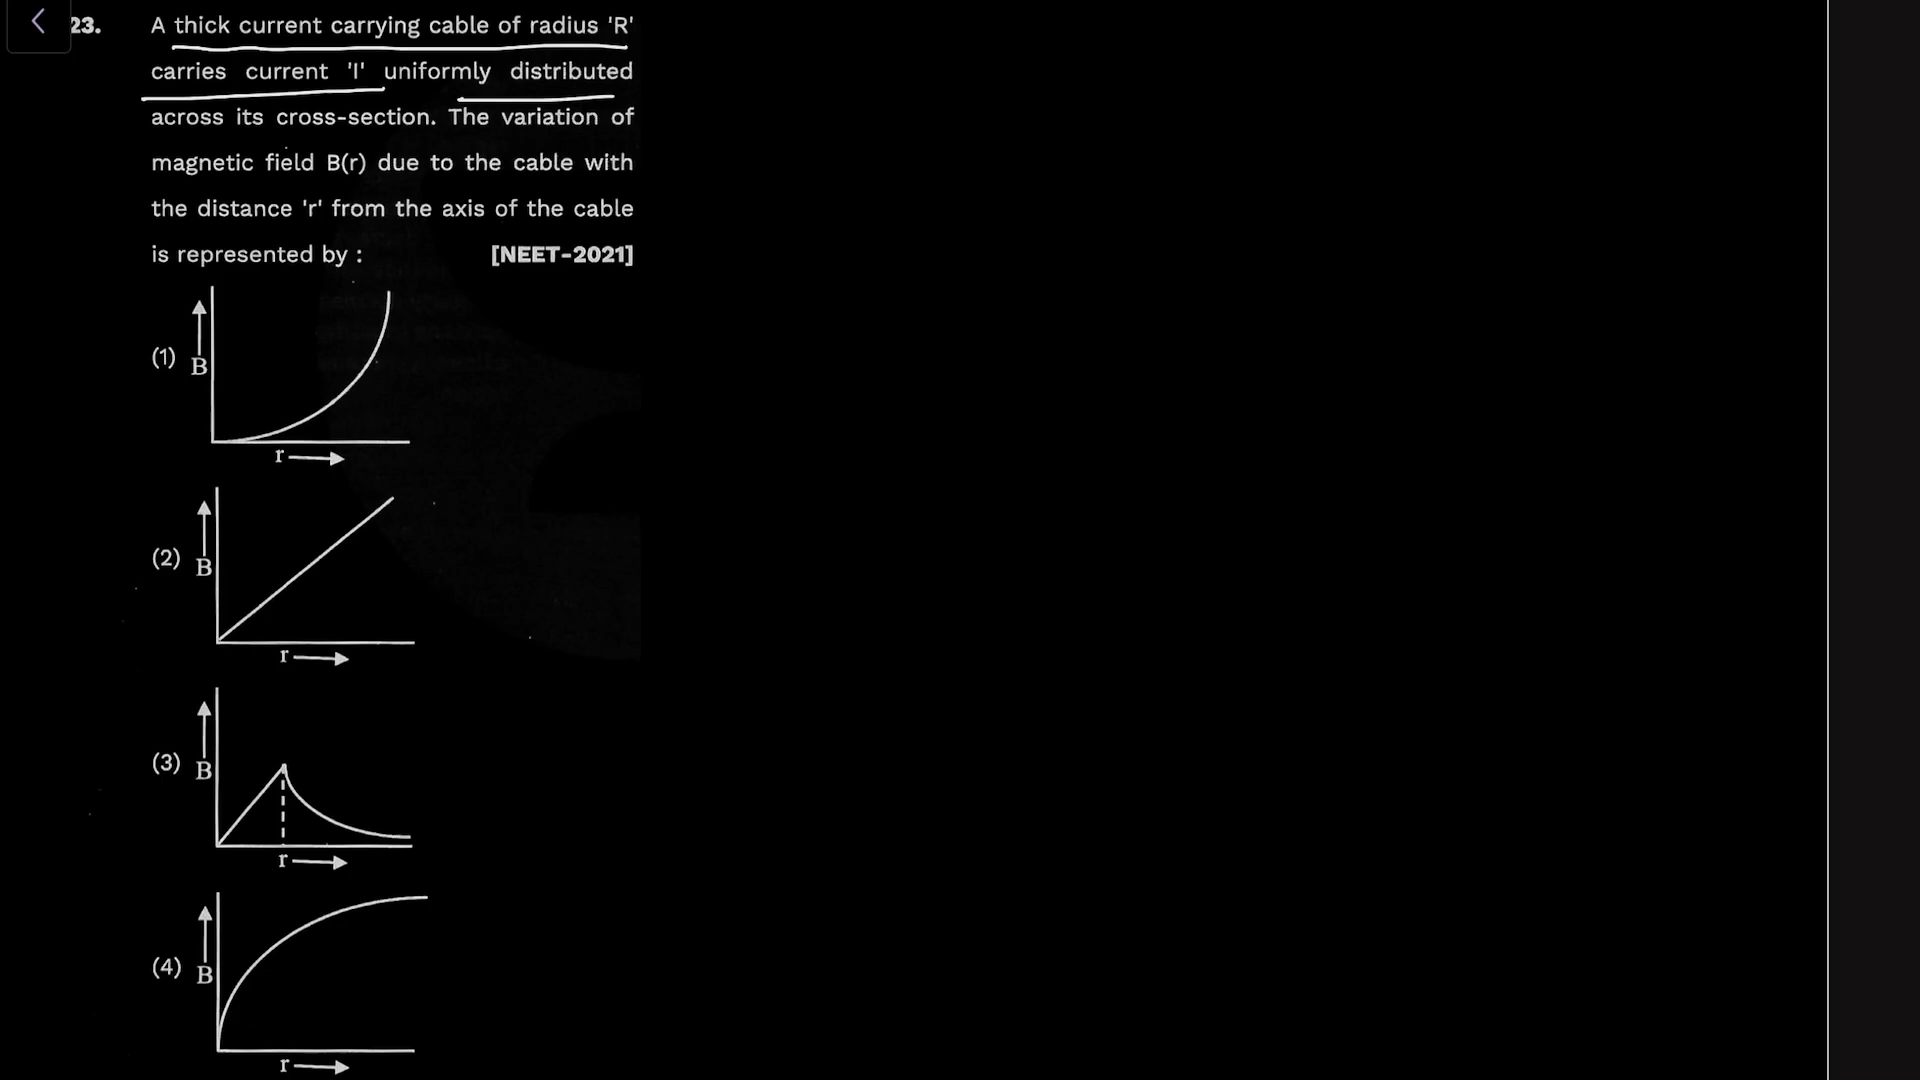 23. A thick current carrying cable of radius 'R'
carries current 'I' uniformly distributed
across its cross-section. The variation of
magnetic field B(r) due to the cable with
the distance 'r' from the axis of the cable
is represented by : [NEET-2021]
(1) B
r
(2) B
r
(3) B
r
(4) B
r